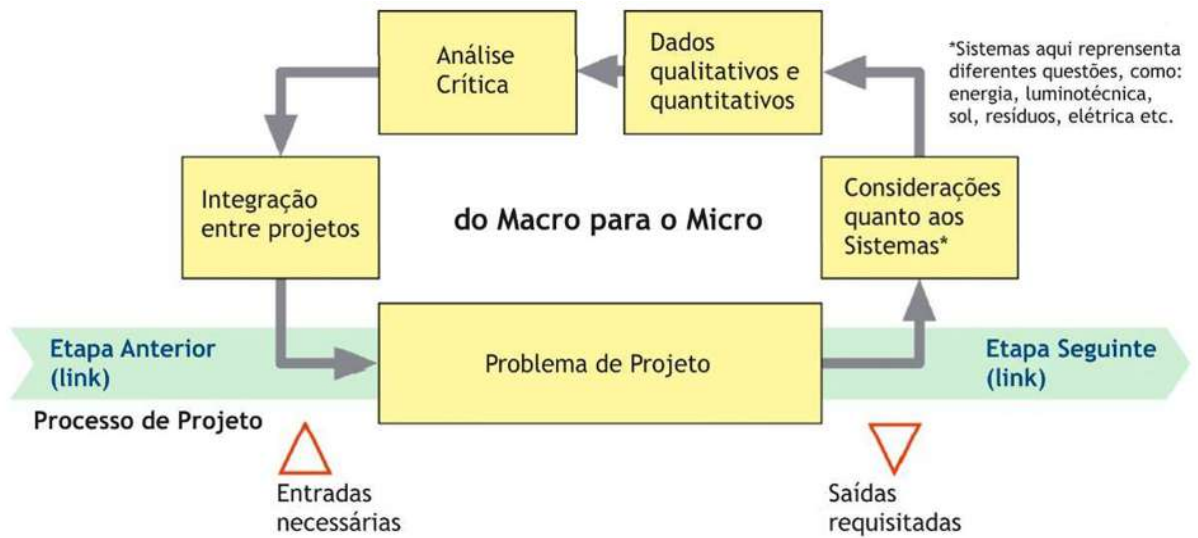 Análise
Crítica
Dados
qualitativos e
quantitativos
*Sistemas aqui reprensenta
diferentes questões, como:
energia, luminotécnica,
sol, resíduos, elétrica etc.
Integração
entre projetos
do Macro para o Micro
Considerações
quanto aos
Sistemas*
Etapa Anterior
(link)
Problema de Projeto
Etapa Seguinte
(link)
Processo de Projeto
Entradas
necessárias
Saídas
requisitadas